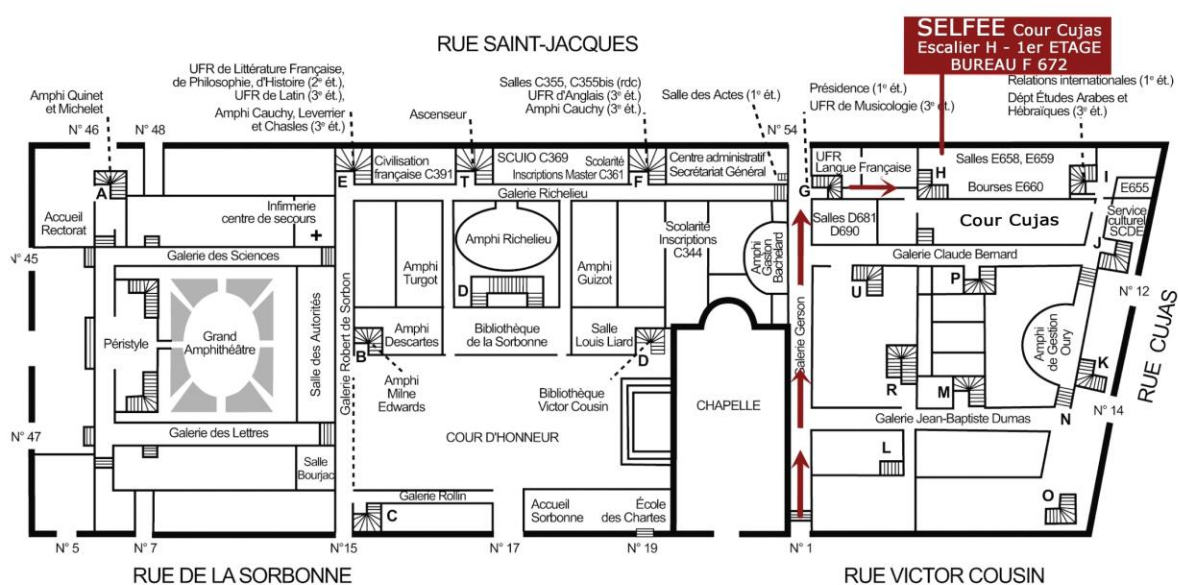 RUE SAINT-JACQUES
SELFEE Cour Cujas
Escalier H - 1er ETAGE
BUREAU F 672
Amphi Quinet
et Michelet
UFR de Littérature Française,
de Philosophie, d'Histoire (2e ét.)
UFR de Latin (3e ét.),
Amphi Cauchy, Leverrier
et Chasles (3e ét.)
Ascenseur
Salles C355, C355bis (rdc)
UFR d'Anglais (3e ét.)
Amphi Cauchy (3e ét.)
Salle des Actes (1e ét.)
Présidence (1e ét.)
UFR de Musicologie (3e ét.)
Relations internationales (1e ét.)
Dépt Études Arabes et
Hébraïques (3e ét.)
N° 46
N° 48
N° 54
A
E
T
F
G
H
I
Civilisation
française C391
SCUIO C369
Scolarité
Inscriptions Master C361
Centre administratif
Secrétariat Général
UFR
Langue Française
Salles E658, E659
Bourses E660
E655
Galerie Richelieu
Accueil
Rectorat
Infirmerie
centre de secours
+
Amphi Richelieu
Scolarité
Inscriptions
C344
Amphi
Gaston
Bachelard
Salles D681
D690
Cour Cujas
Service
culturel
SCDE
J
N° 45
Galerie des Sciences
Galerie Claude Bernard
Amphi
Turgot
D
Amphi
Guizot
U
P
N° 12
Péristyle
Grand
Amphithéâtre
Salle des Autorités
Galerie Robert de Sorbon
Amphi
Descartes
Bibliothèque
de la Sorbonne
Salle
Louis Liard
B
D
Galerie Gerson
Amphi
de Gestion
Oury
RUE CUJAS
Amphi
Milne
Edwards
Bibliothèque
Victor Cousin
CHAPELLE
R
M
K
N
N° 14
N° 47
Galerie des Lettres
COUR D'HONNEUR
Galerie Jean-Baptiste Dumas
Salle
Bourjac
L
O
Galerie Rollin
C
Accueil
Sorbonne
École
des Chartes
N° 5
N° 7
N°15
N° 17
N° 19
N° 1
RUE DE LA SORBONNE
RUE VICTOR COUSIN